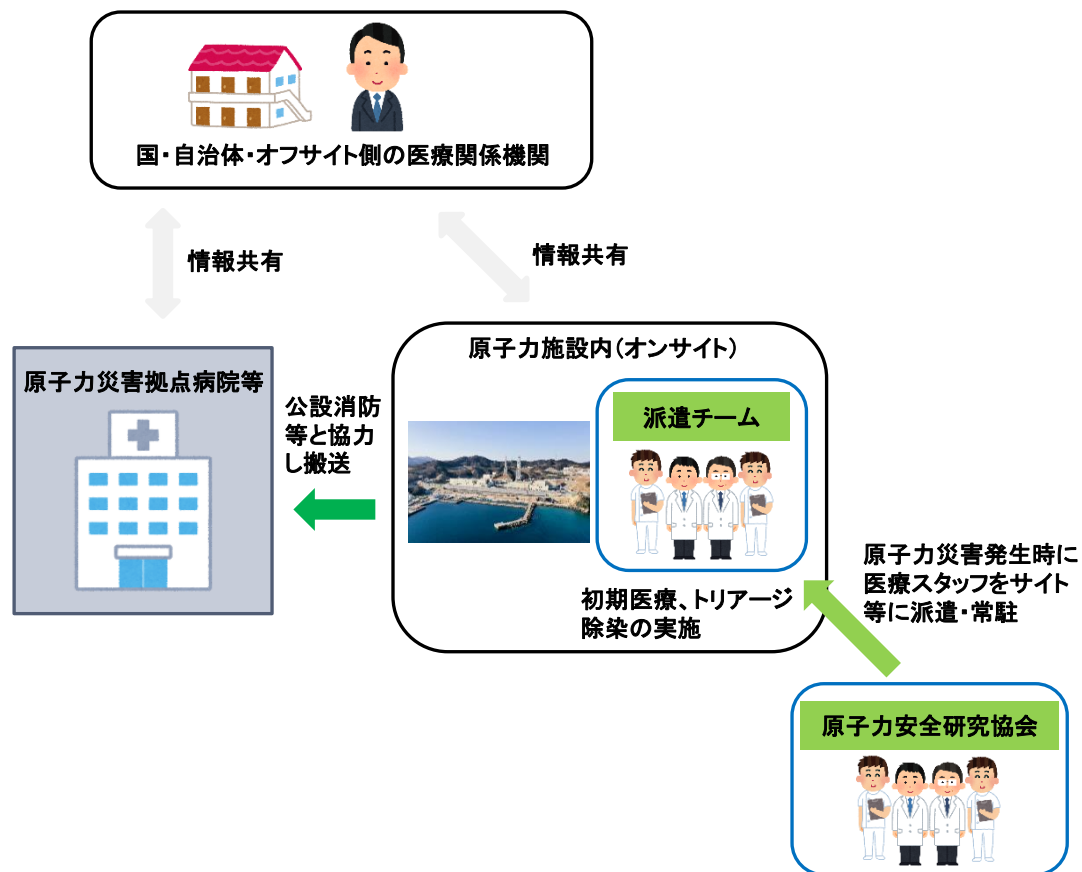 国・自治体・オフサイト側の医療関係機関
情報共有
情報共有
原子力災害拠点病院等
公設消防
等と協力
し搬送
原子力施設内（オンサイト）
派遣チーム
初期医療、トリアージ
除染の実施
原子力災害発生時に
医療スタッフをサイト
等に派遣・常駐
原子力安全研究協会